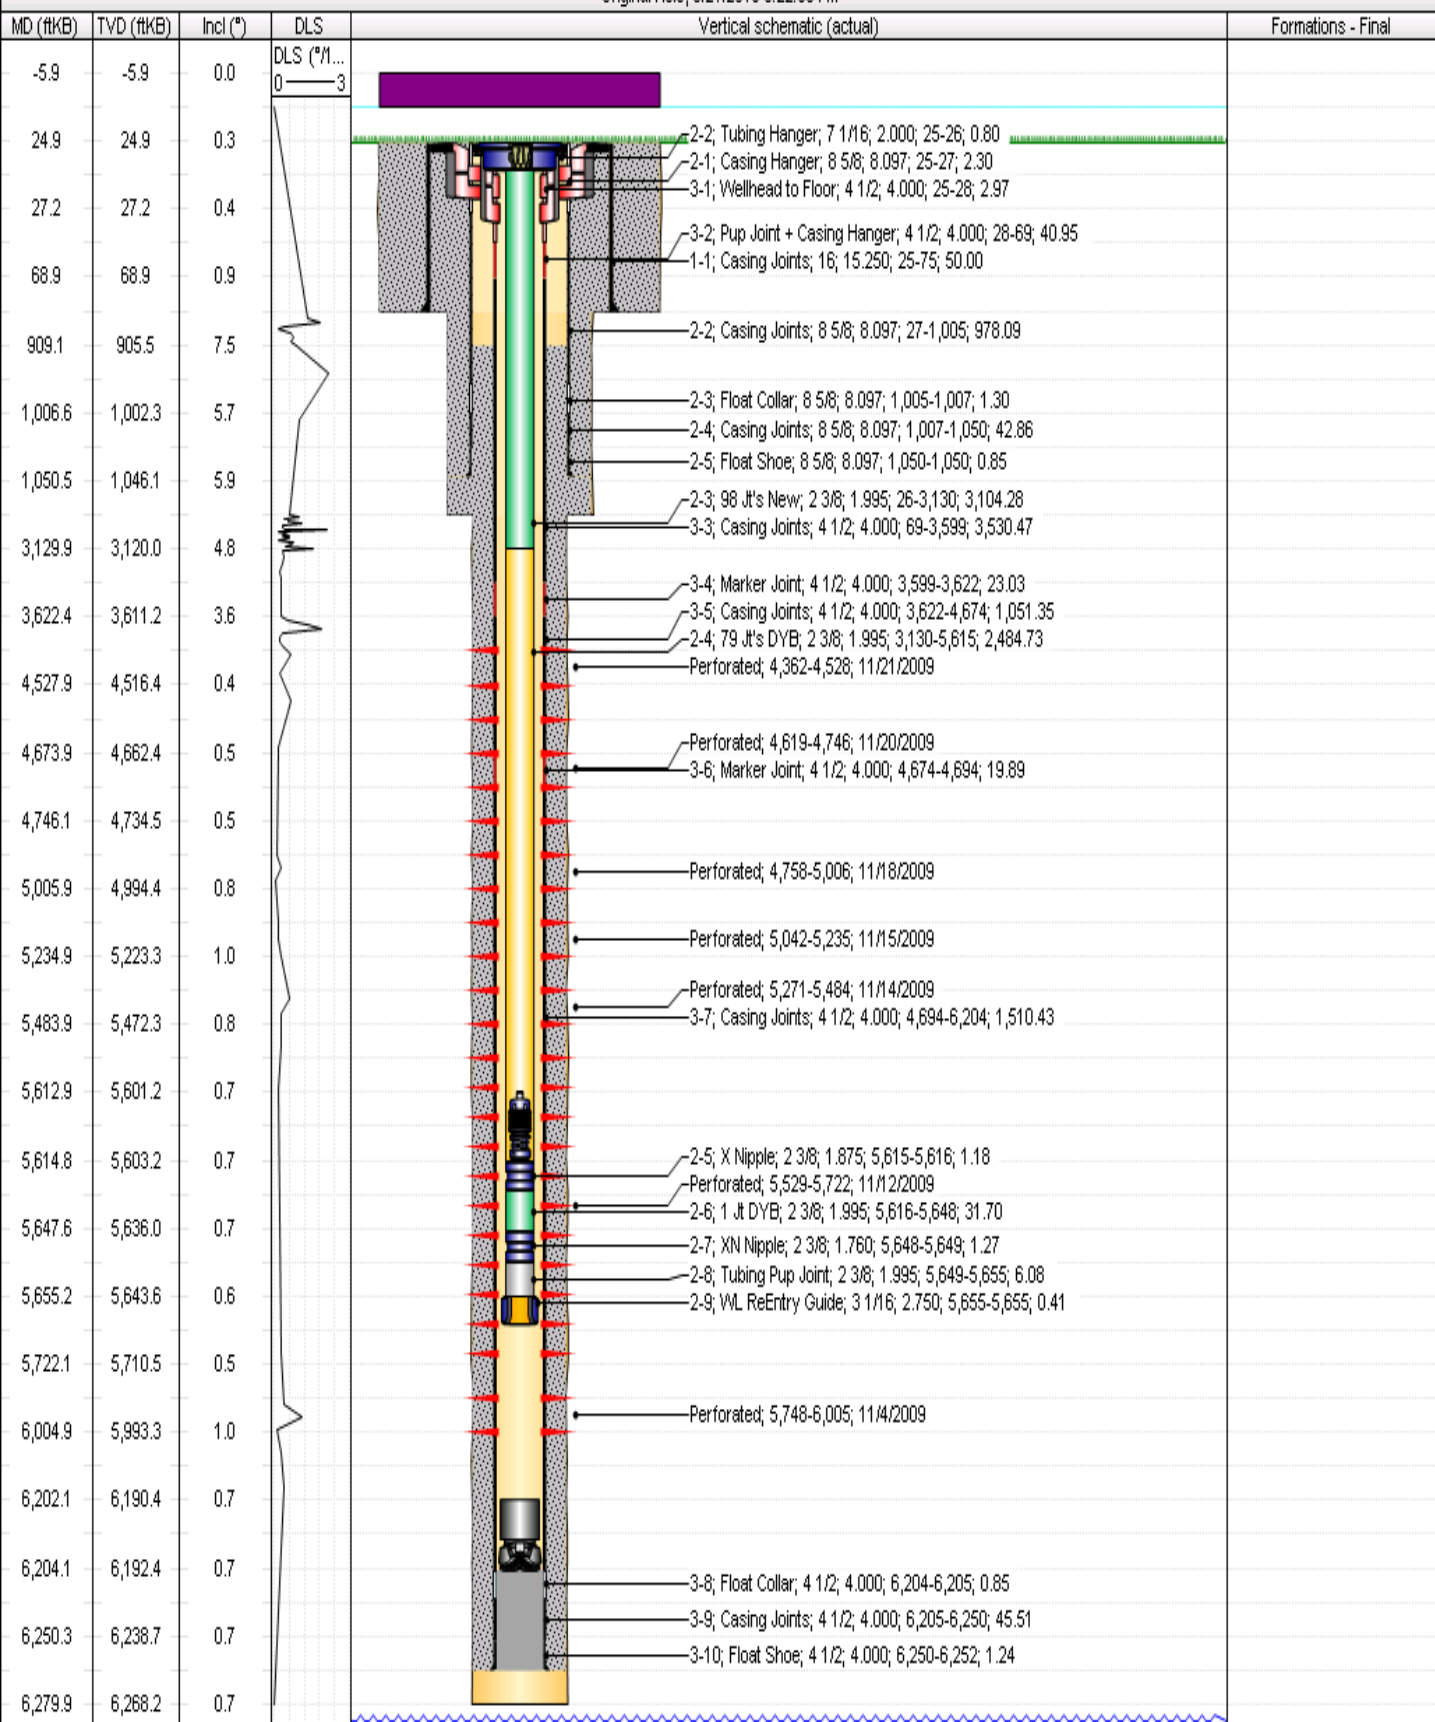 MD (ftKB) TVD (ftKB) Incl (°) DLS Vertical schematic (actual) Formations - Final
DLS (°/1...
0 3
-5.9 -5.9 0.0
24.9 24.9 0.3
27.2 27.2 0.4
68.9 68.9 0.9
909.1 905.5 7.5
1,006.6 1,002.3 5.7
1,050.5 1,046.1 5.9
3,129.9 3,120.0 4.8
3,622.4 3,611.2 3.6
4,527.9 4,516.4 0.4
4,673.9 4,662.4 0.5
4,746.1 4,734.5 0.5
5,005.9 4,994.4 0.8
5,234.9 5,223.3 1.0
5,483.9 5,472.3 0.8
5,612.9 5,601.2 0.7
5,614.8 5,603.2 0.7
5,647.6 5,636.0 0.7
5,655.2 5,643.6 0.6
5,722.1 5,710.5 0.5
6,004.9 5,993.3 1.0
6,202.1 6,190.4 0.7
6,204.1 6,192.4 0.7
6,250.3 6,238.7 0.7
6,279.9 6,268.2 0.7
2-2; Tubing Hanger; 7 1/16; 2.000; 25-26; 0.80
2-1; Casing Hanger; 8 5/8; 8.097; 25-27; 2.30
3-1; Wellhead to Floor; 4 1/2; 4.000; 25-28; 2.97
3-2; Pup Joint + Casing Hanger; 4 1/2; 4.000; 28-69; 40.95
1-1; Casing Joints; 16; 15.250; 25-75; 50.00
2-2; Casing Joints; 8 5/8; 8.097; 27-1,005; 978.09
2-3; Float Collar; 8 5/8; 8.097; 1,005-1,007; 1.30
2-4; Casing Joints; 8 5/8; 8.097; 1,007-1,050; 42.86
2-5; Float Shoe; 8 5/8; 8.097; 1,050-1,050; 0.85
2-3; 98 Jt's New; 2 3/8; 1.995; 26-3,130; 3,104.28
3-3; Casing Joints; 4 1/2; 4.000; 69-3,599; 3,530.47
3-4; Marker Joint; 4 1/2; 4.000; 3,599-3,622; 23.03
3-5; Casing Joints; 4 1/2; 4.000; 3,622-4,674; 1,051.35
2-4; 79 Jt's DYB; 2 3/8; 1.995; 3,130-5,615; 2,484.73
Perforated; 4,362-4,528; 11/21/2009
Perforated; 4,619-4,746; 11/20/2009
3-6; Marker Joint; 4 1/2; 4.000; 4,674-4,694; 19.89
Perforated; 4,758-5,006; 11/18/2009
Perforated; 5,042-5,235; 11/15/2009
Perforated; 5,271-5,484; 11/14/2009
3-7; Casing Joints; 4 1/2; 4.000; 4,694-6,204; 1,510.43
2-5; X Nipple; 2 3/8; 1.875; 5,615-5,616; 1.18
Perforated; 5,529-5,722; 11/12/2009
2-6; 1 Jt DYB; 2 3/8; 1.995; 5,616-5,648; 31.70
2-7; XN Nipple; 2 3/8; 1.760; 5,648-5,649; 1.27
2-8; Tubing Pup Joint; 2 3/8; 1.995; 5,649-5,655; 6.08
2-9; WL ReEntry Guide; 3 1/16; 2.750; 5,655-5,655; 0.41
Perforated; 5,748-6,005; 11/4/2009
3-8; Float Collar; 4 1/2; 4.000; 6,204-6,205; 0.85
3-9; Casing Joints; 4 1/2; 4.000; 6,205-6,250; 45.51
3-10; Float Shoe; 4 1/2; 4.000; 6,250-6,252; 1.24